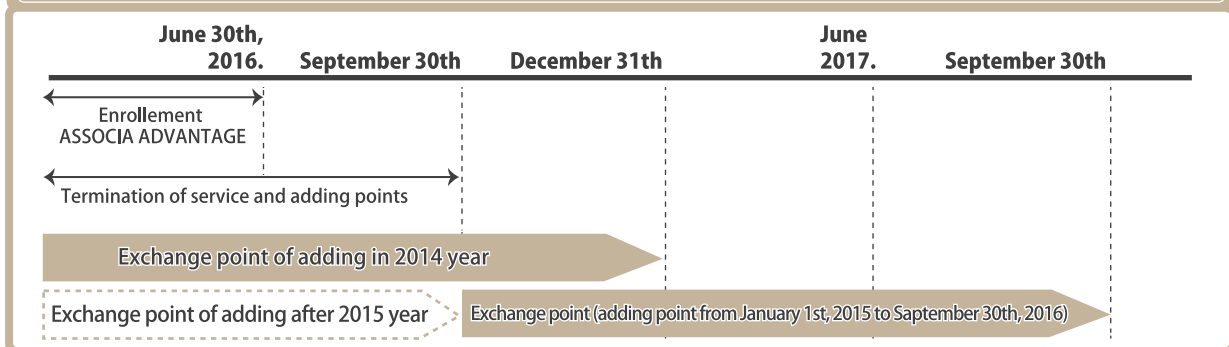 June 30th,
2016.
September 30th
December 31th
June
2017.
September 30th
Enrollement
ASSOCIA ADVANTAGE
Termination of service and adding points
Exchange point of adding in 2014 year
Exchange point of adding after 2015 year
Exchange point (adding point from January 1st, 2015 to Saptember 30th, 2016)